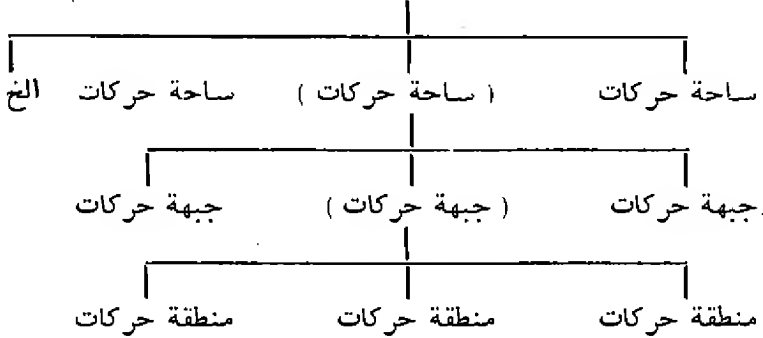 ساحة حركات ( ساحة حركات ) ساحة حركات الخ
جبهة حركات ( جبهة حركات ) جبهة حركات
منطقة حركات منطقة حركات منطقة حركات